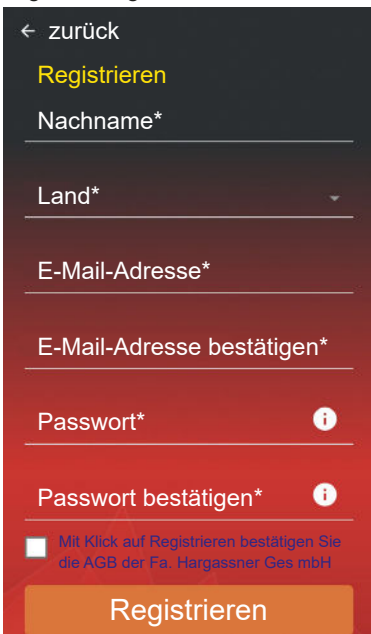 ← zurück
Registrieren
Nachname*
Land*
E-Mail-Adresse*
E-Mail-Adresse bestätigen*
Passwort*
Passwort bestätigen*
Mit Klick auf Registrieren bestätigen Sie
die AGB der Fa. Hargassner Ges mbH
Registrieren